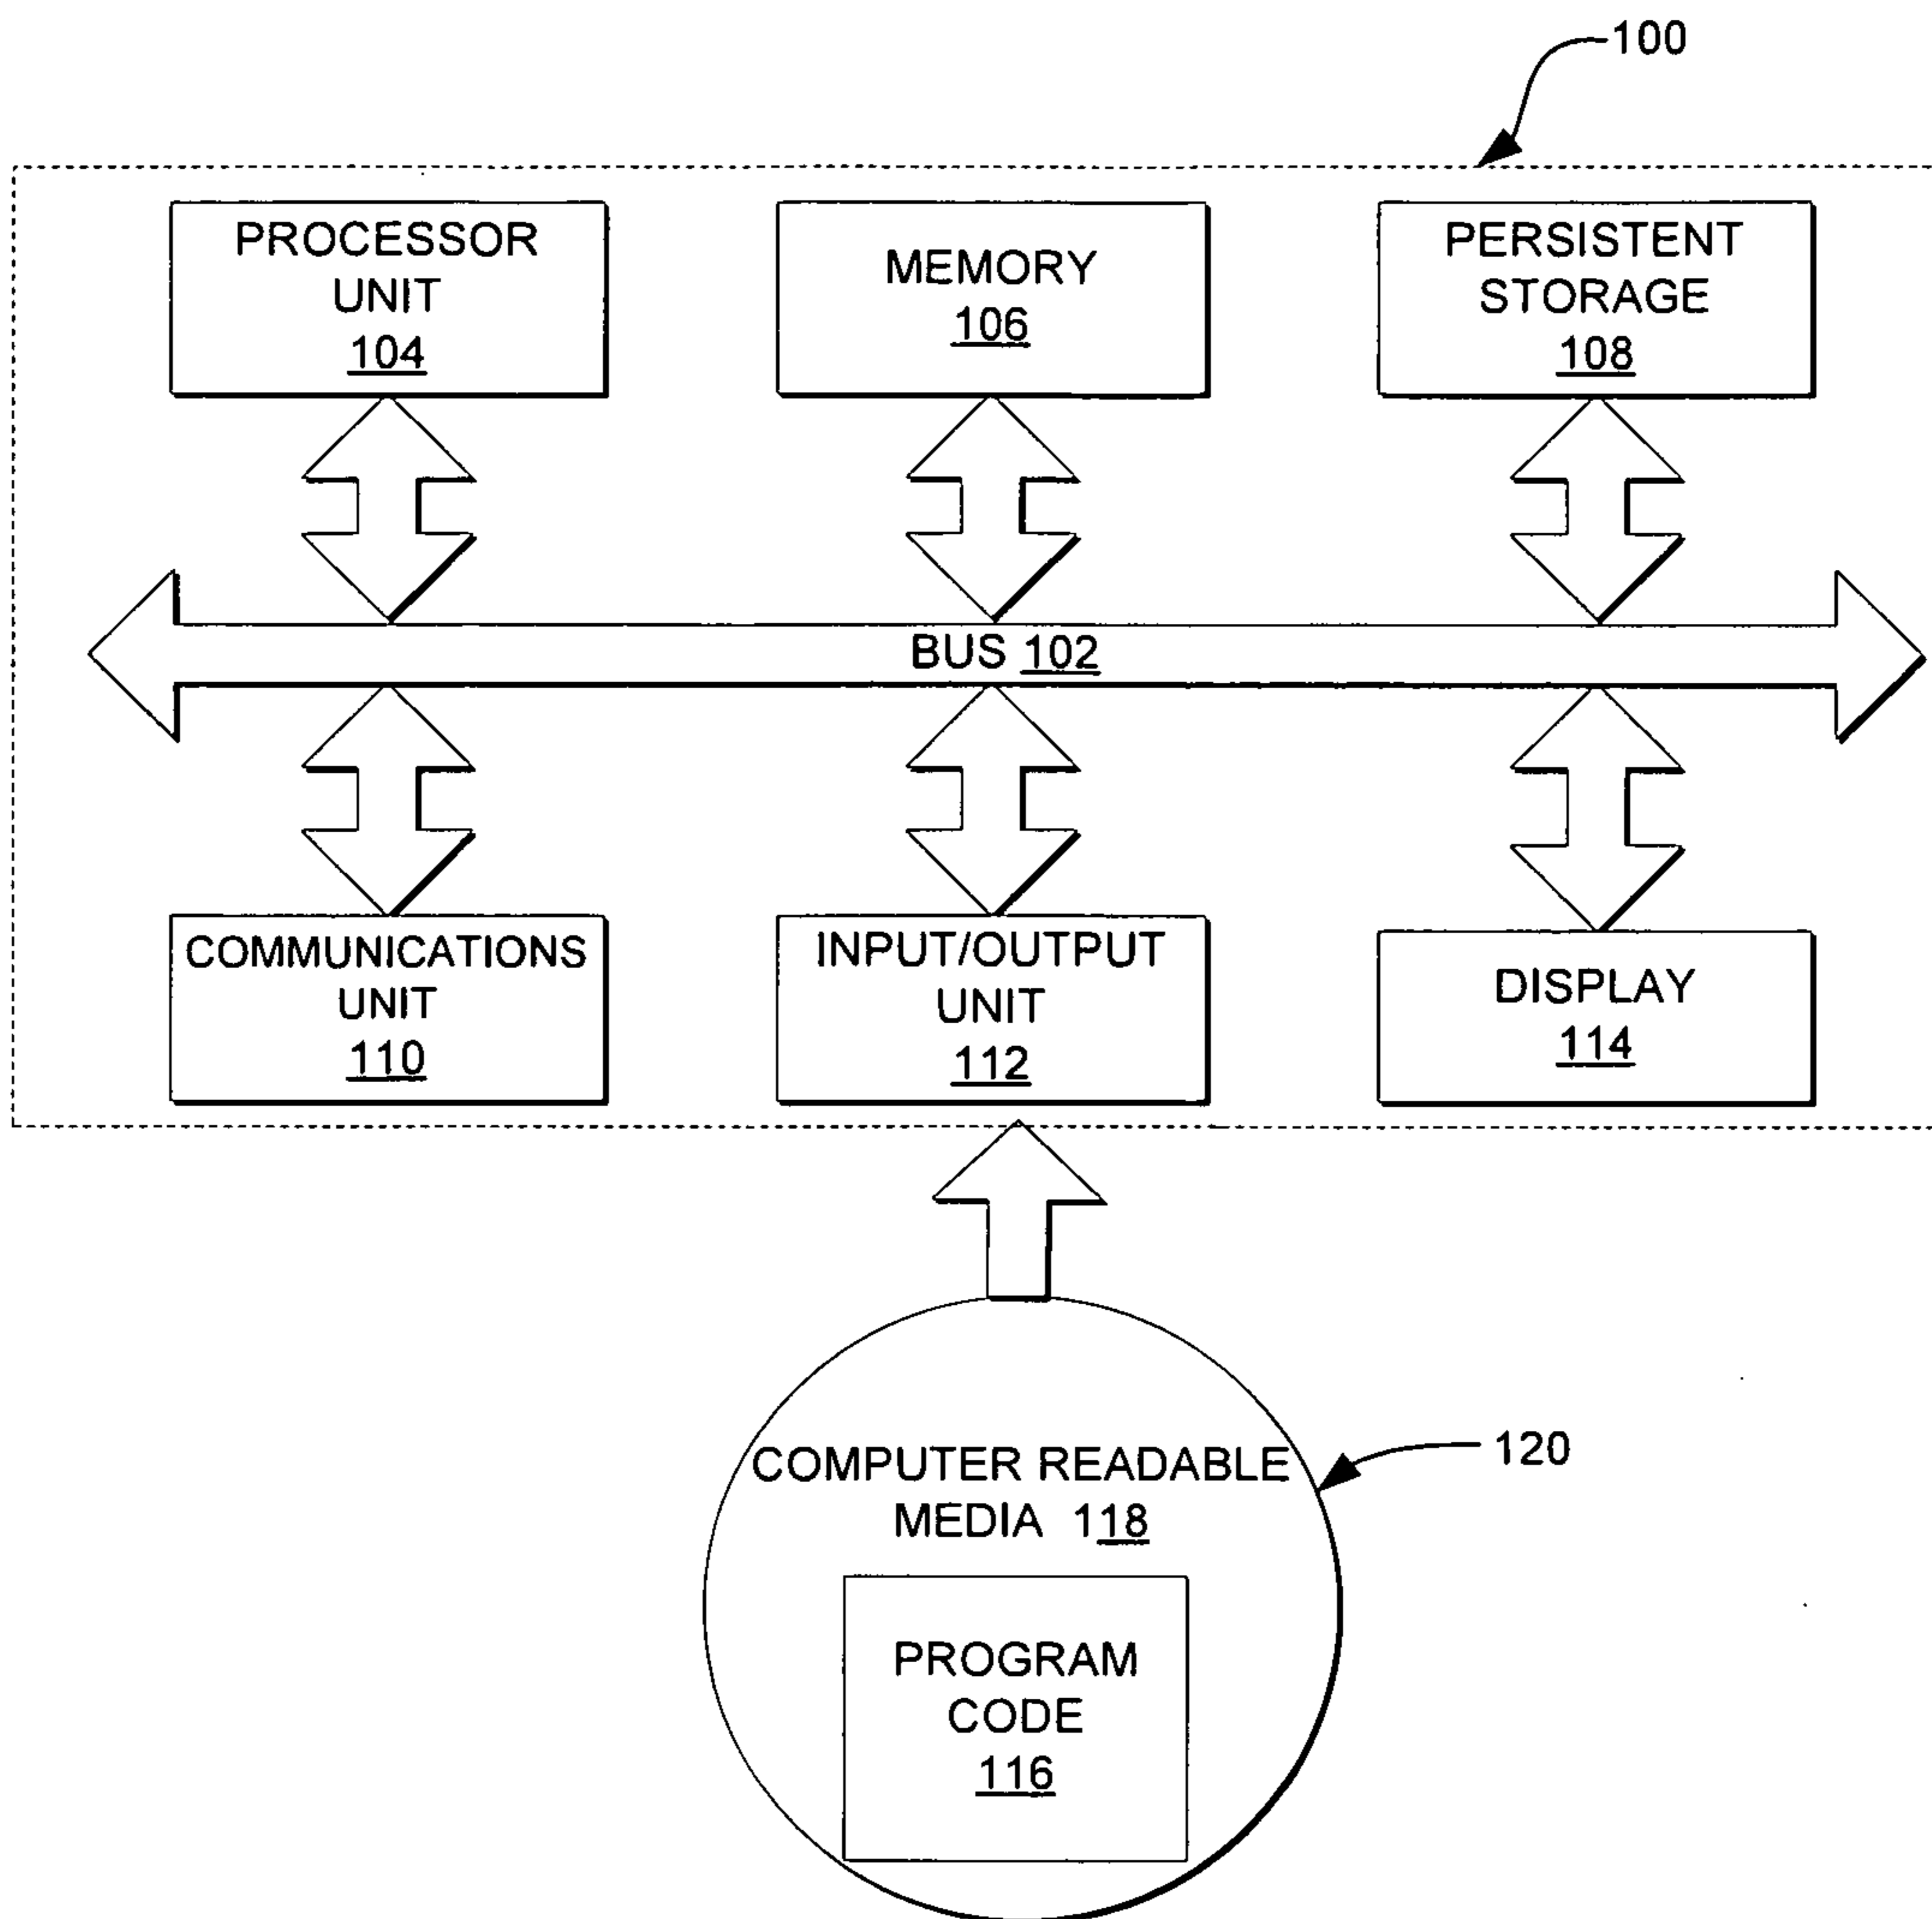 100
PROCESSOR
UNIT
104
MEMORY
106
PERSISTENT
STORAGE
108
BUS 102
COMMUNICATIONS
UNIT
110
INPUT/OUTPUT
UNIT
112
DISPLAY
114
120
COMPUTER READABLE
MEDIA 118
PROGRAM
CODE
116